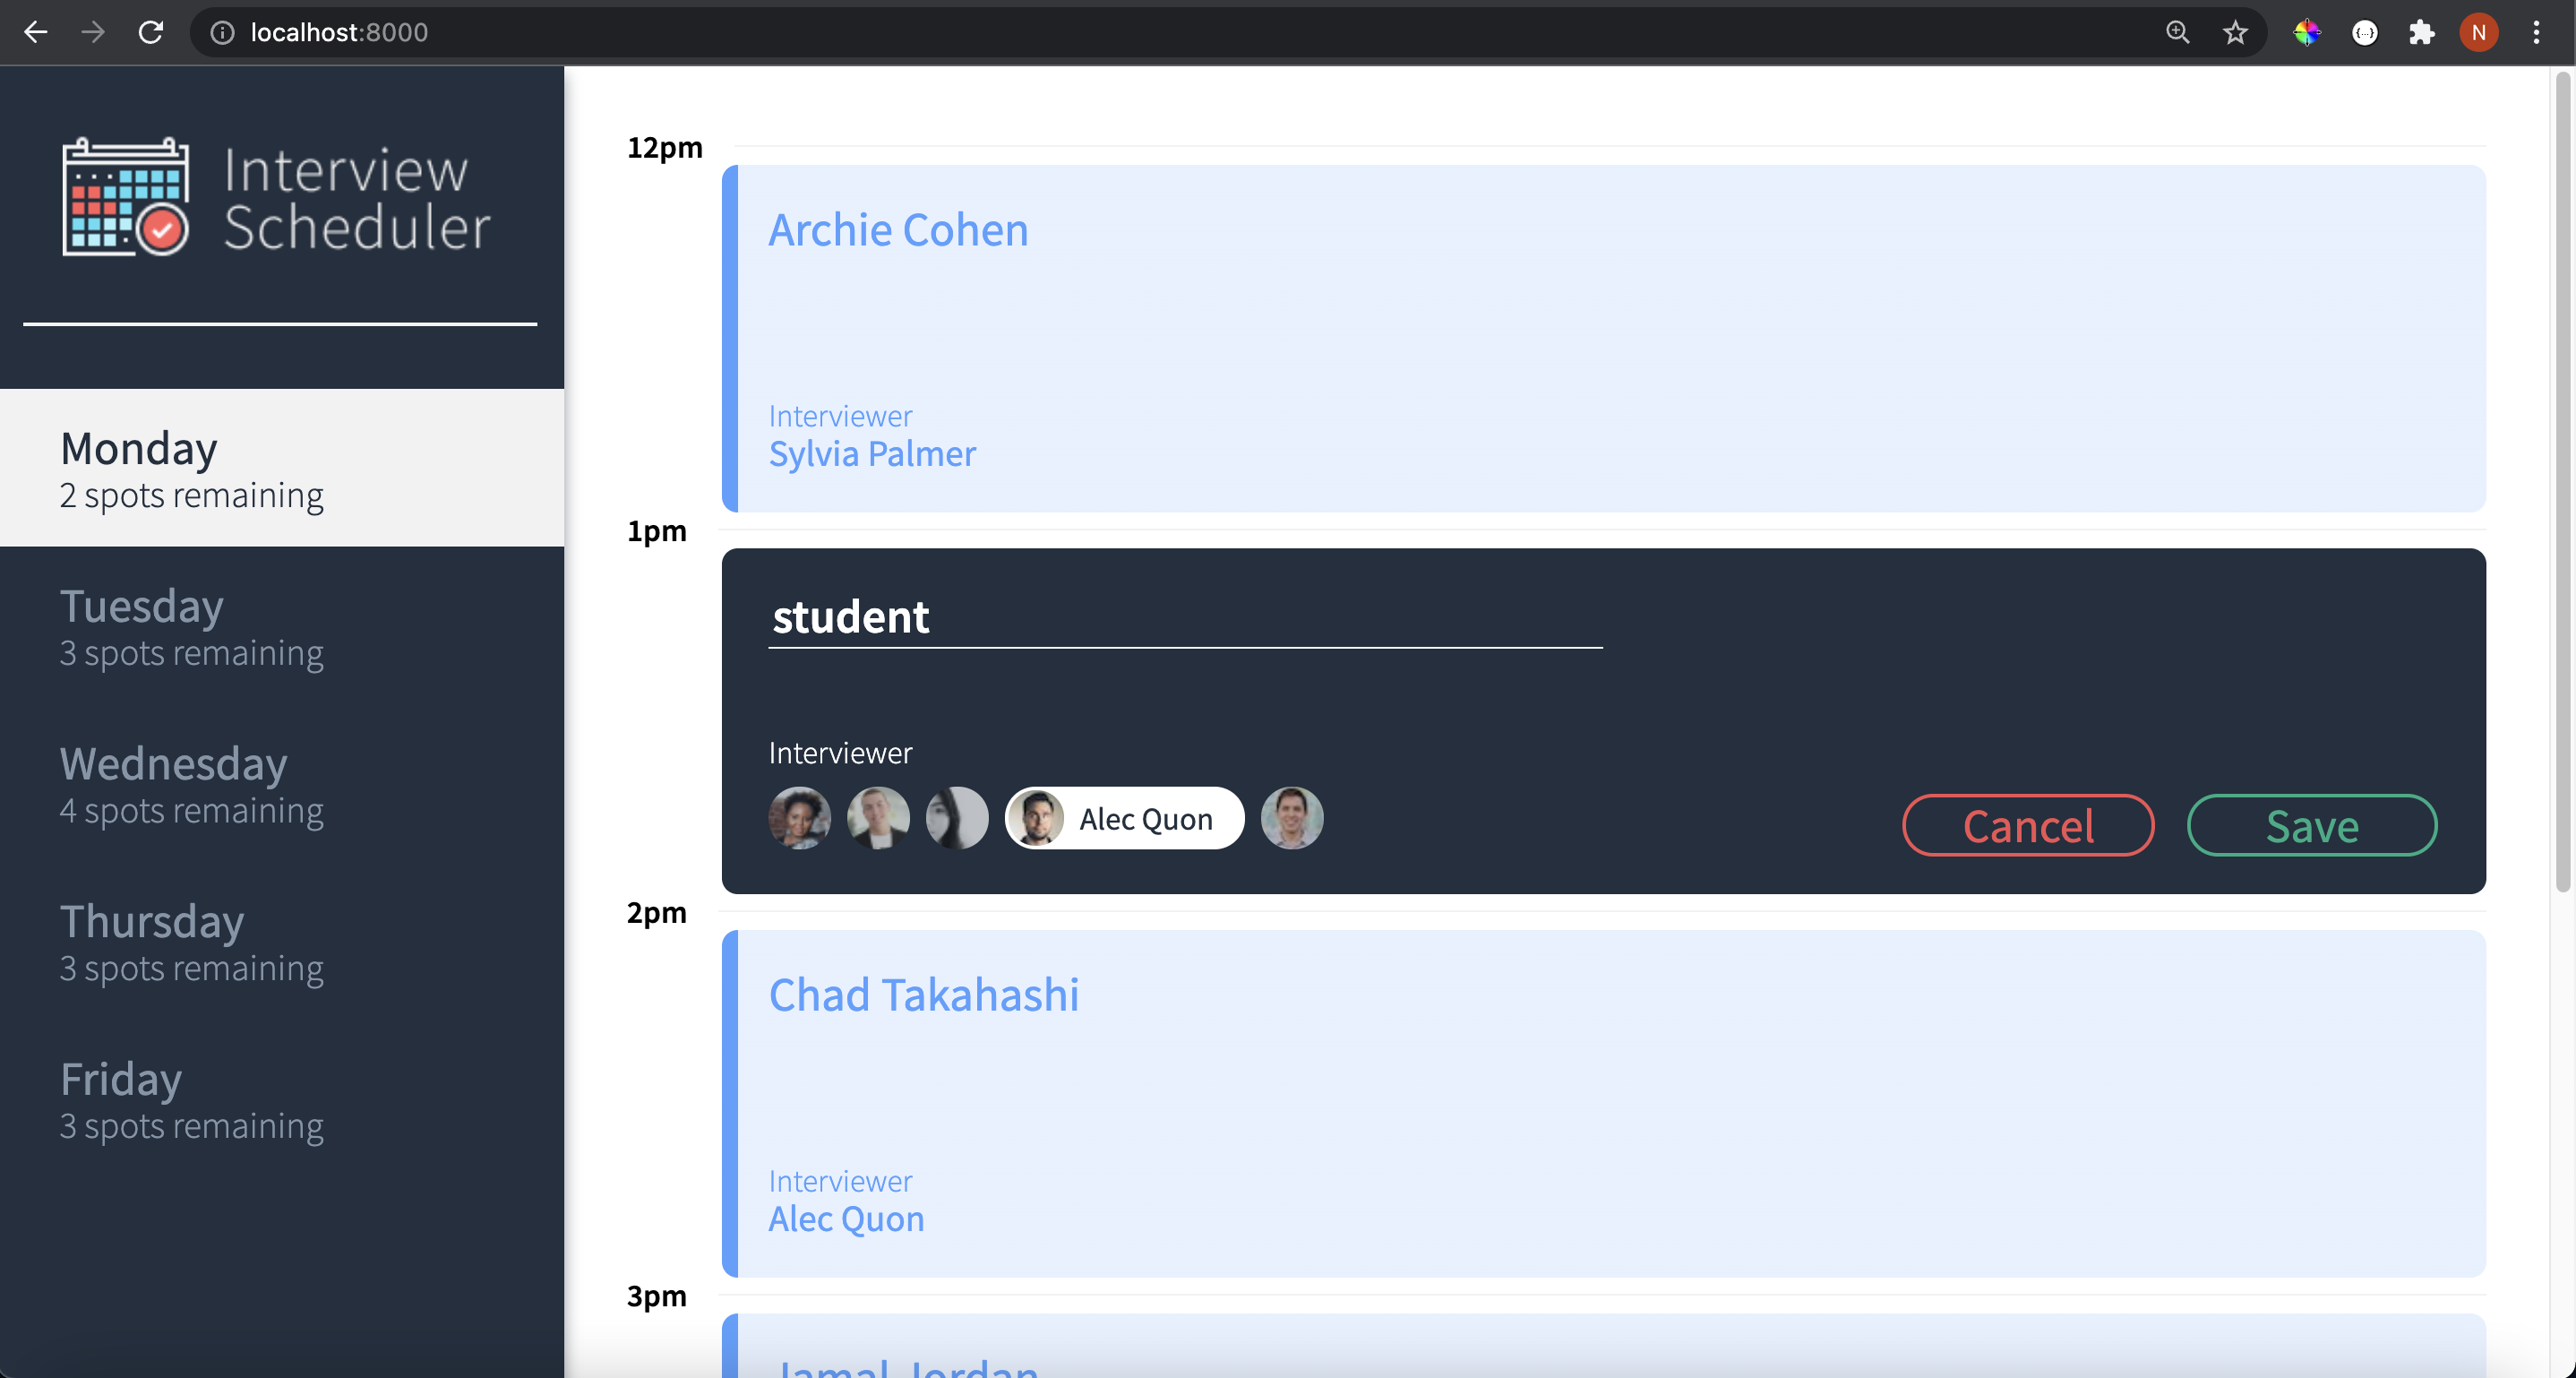 localhost:8000
N
Interview
Scheduler
Monday
2 spots remaining
Tuesday
3 spots remaining
Wednesday
4 spots remaining
Thursday
3 spots remaining
Friday
3 spots remaining
12pm
Archie Cohen
Interviewer
Sylvia Palmer
1pm
student
Interviewer
Alec Quon
Cancel
Save
2pm
Chad Takahashi
Interviewer
Alec Quon
3pm
Jamal Jordan